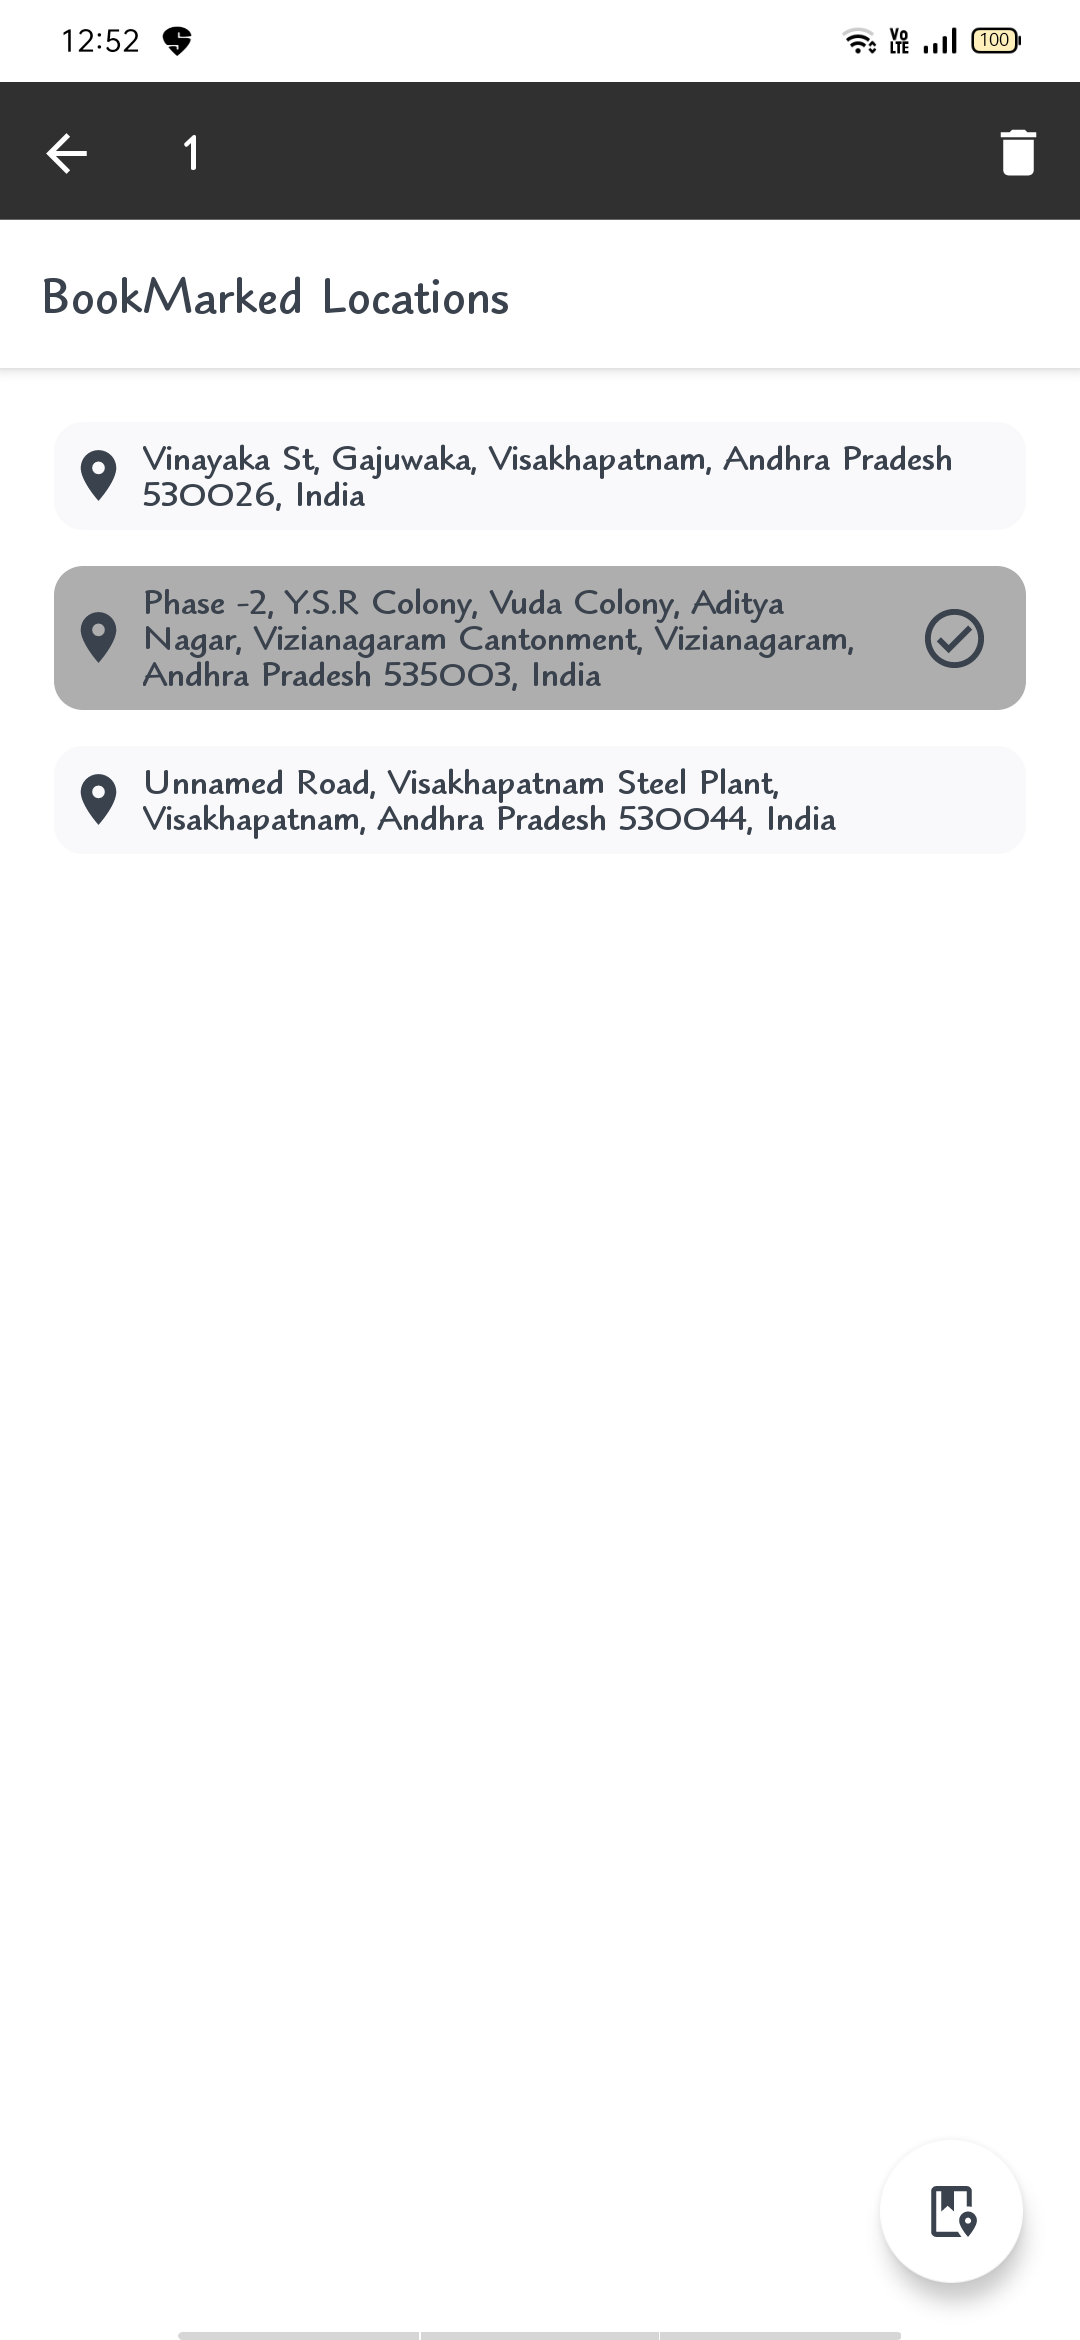 12:52
Vo
LTE
100
1
BookMarked Locations
Vinayaka St, Gajuwaka, Visakhapatnam, Andhra Pradesh
530026, India
Phase -2, Y.S.R Colony, Vuda Colony, Aditya
Nagar, Vizianagaram Cantonment, Vizianagaram,
Andhra Pradesh 535003, India
Unnamed Road, Visakhapatnam Steel Plant,
Visakhapatnam, Andhra Pradesh 530044, India